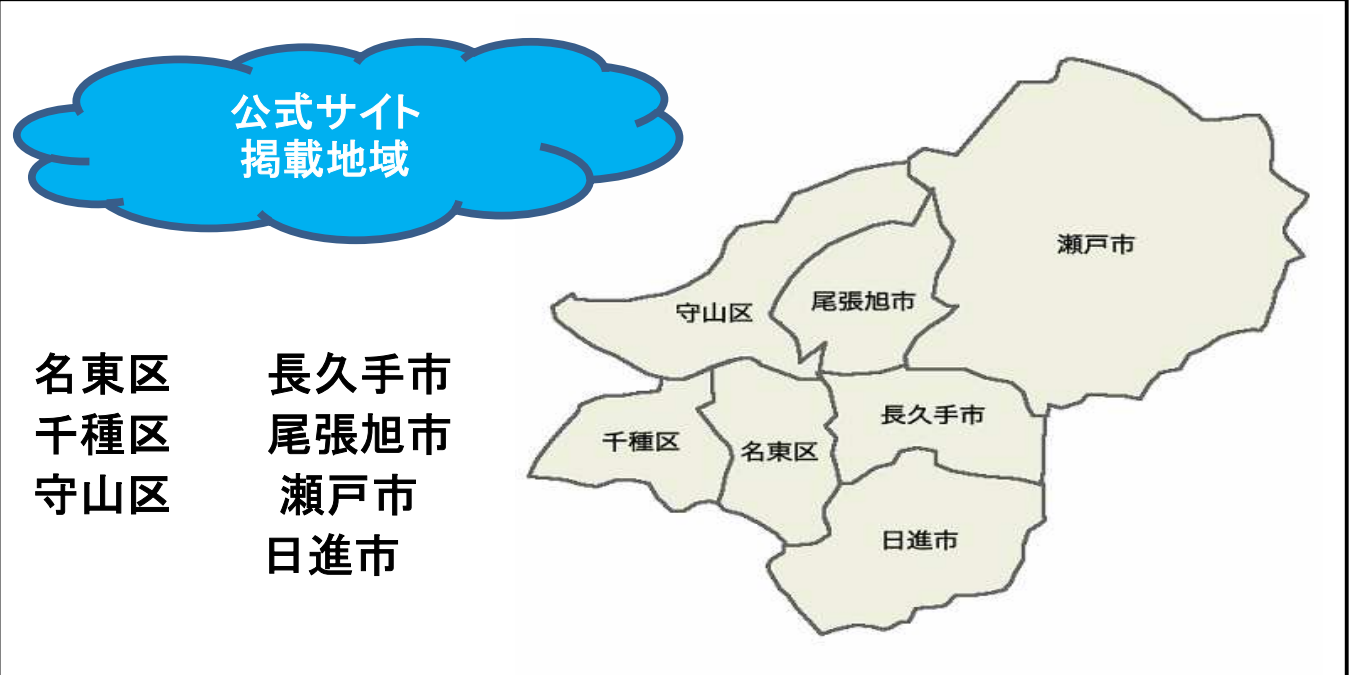 公式サイト
掲載地域
名東区 長久手市
千種区 尾張旭市
守山区 瀬戸市
日進市
瀬戸市
尾張旭市
守山区
長久手市
千種区
名東区
日進市